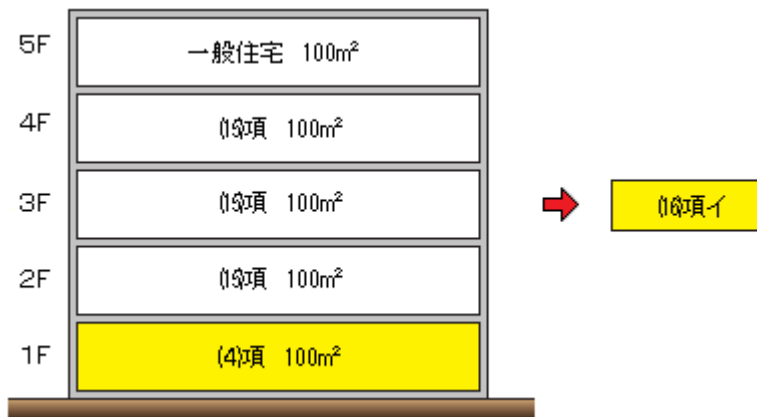 5F 一般住宅 100m²
4F (15)項 100m²
3F (15)項 100m²
(16)項イ
2F (15)項 100m²
1F (4)項 100m²